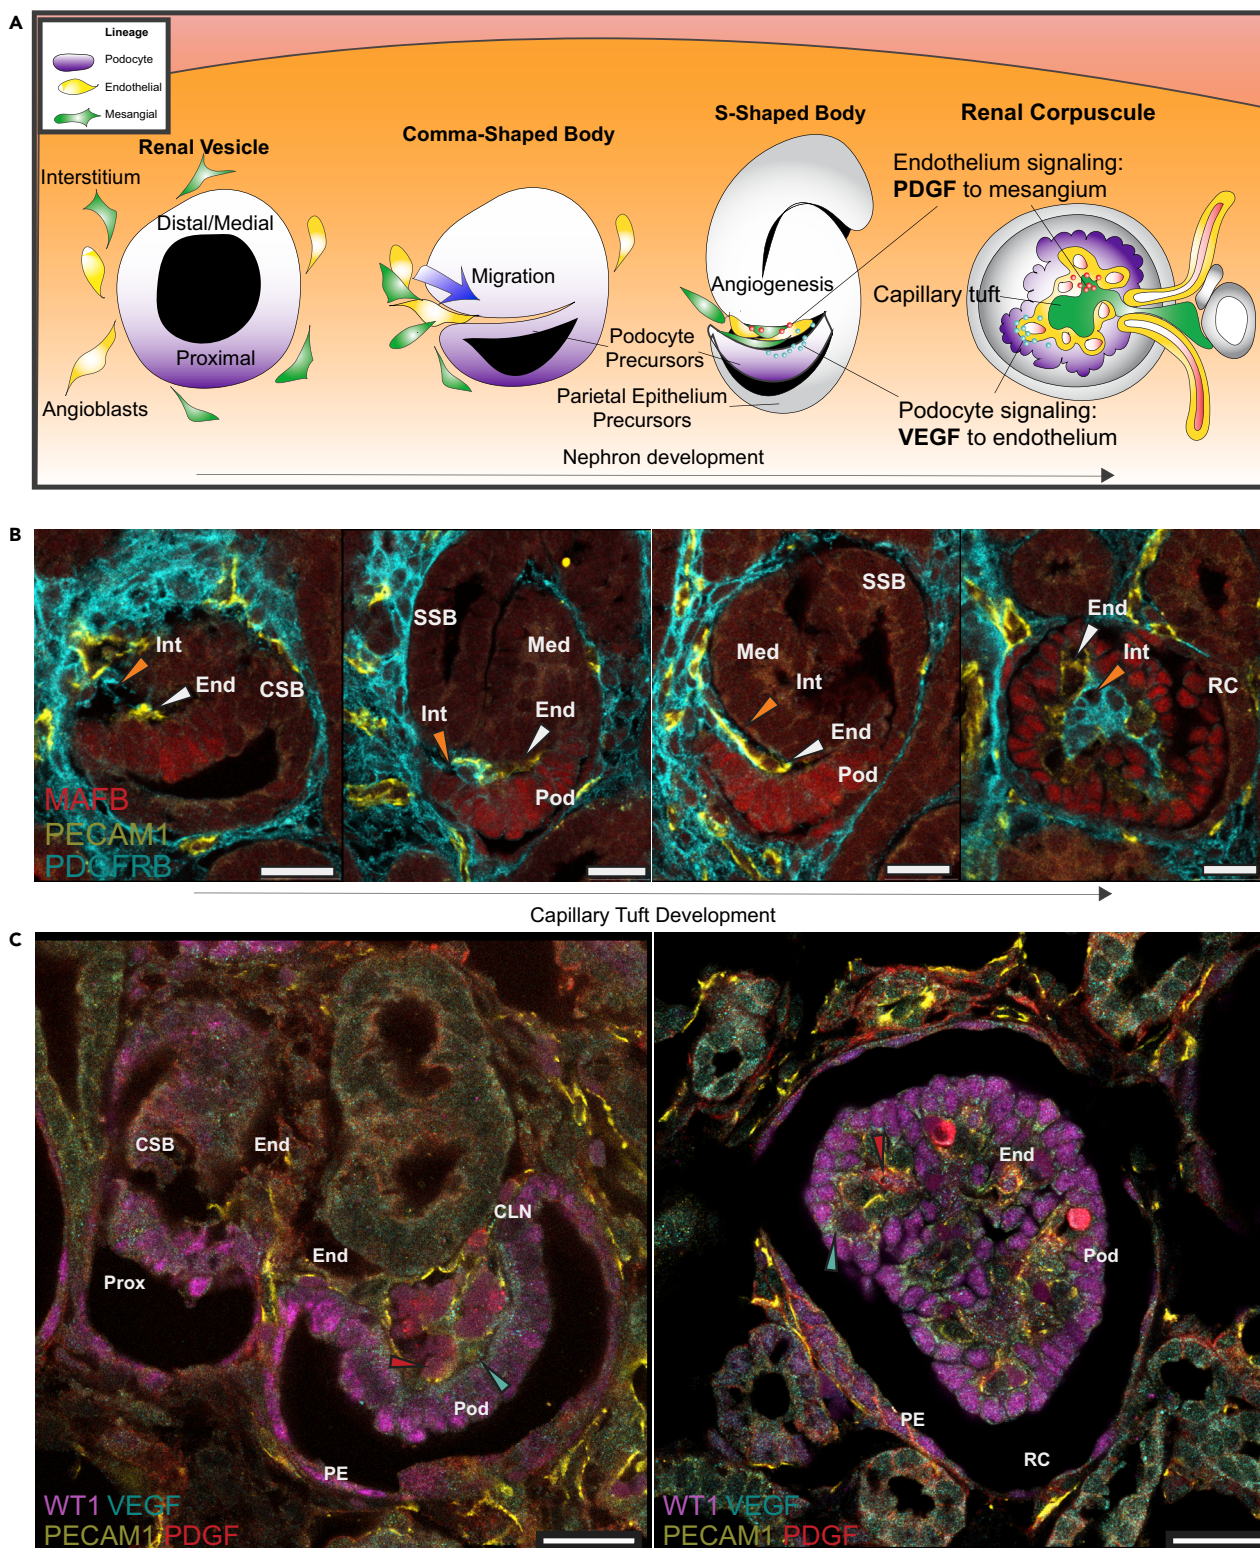 A
Lineage
Podocyte
Endothelial
Mesangial
Renal Vesicle
Comma-Shaped Body
S-Shaped Body
Renal Corpuscule
Interstitium
Distal/Medial
Proximal
Angioblasts
Migration
Podocyte
Precursors
Parietal Epithelium
Precursors
Angiogenesis
Endothelium signaling:
PDGF to mesangium
Capillary tuft
Podocyte signaling:
VEGF to endothelium
Nephron development
B
Int
End
CSB
MAFB
PECAM1
PDGFRB
SSB
Med
Int
End
Pod
SSB
Med
Int
End
Pod
End
Int
RC
Capillary Tuft Development
C
CSB
End
CLN
End
Prox
Pod
PE
WT1 VEGF
PECAM1 PDGF
End
Pod
PE
RC
WT1 VEGF
PECAM1 PDGF